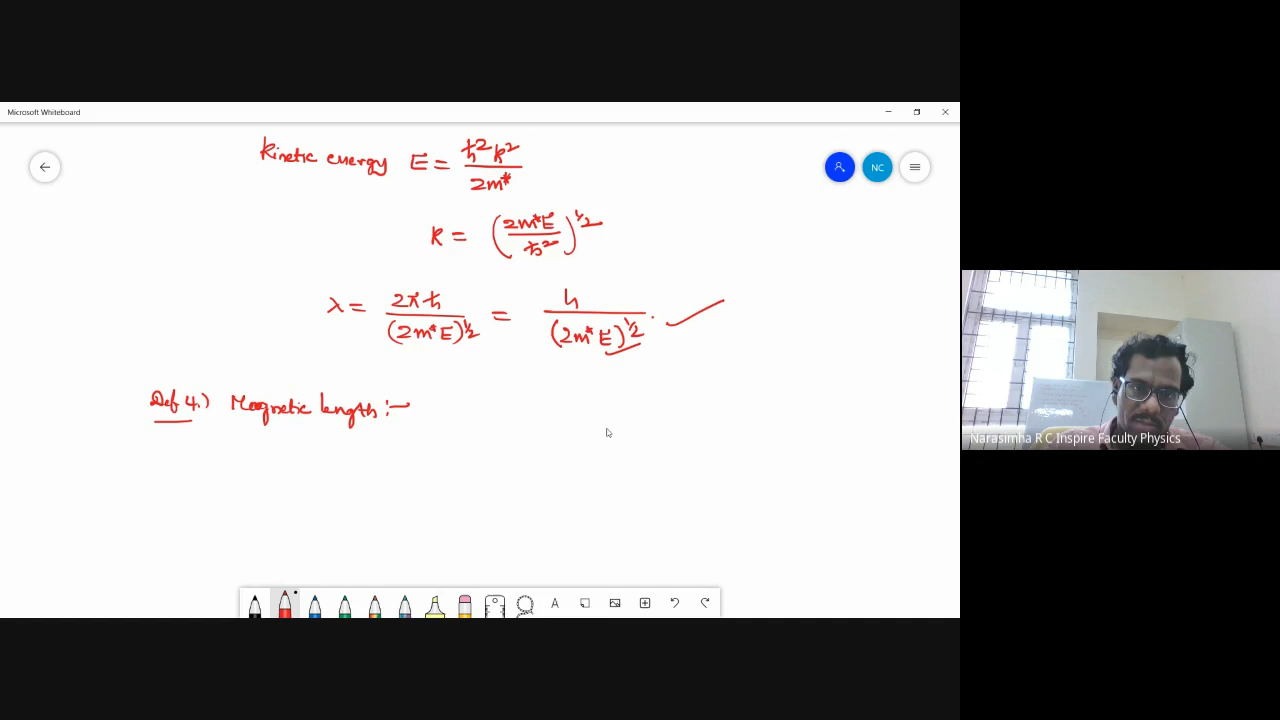 Microsoft Whiteboard
Kinetic energy E = ħ²k² / 2m*
k = (2m*E / ħ²)^1/2
λ = 2πħ / (2m*E)^1/2 = h / (2m*E)^1/2 .
Def 4.) Magnetic length :-
NC
A
Narasimha R C Inspire Faculty Physics